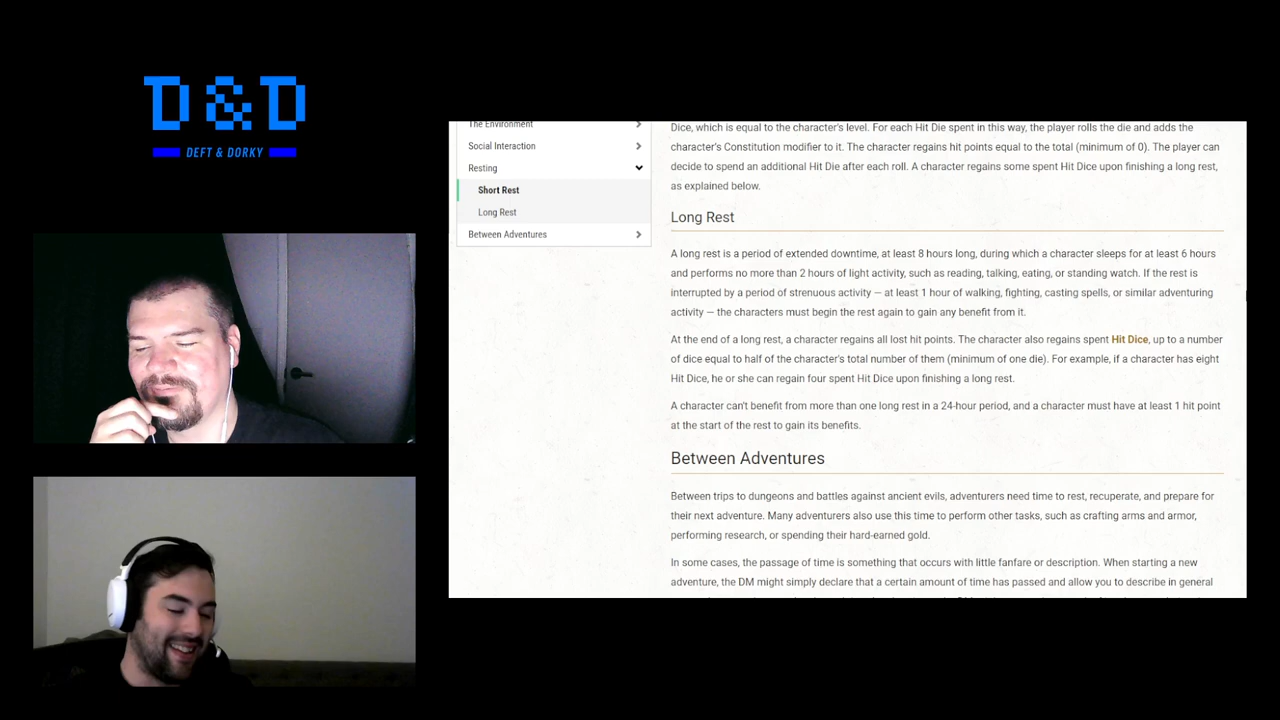 D&D
DEFT & DORKY
The Environment
Social Interaction
Resting
Short Rest
Long Rest
Between Adventures
Dice, which is equal to the character's level. For each Hit Die spent in this way, the player rolls the die and adds the
character's Constitution modifier to it. The character regains hit points equal to the total (minimum of 0). The player can
decide to spend an additional Hit Die after each roll. A character regains some spent Hit Dice upon finishing a long rest,
as explained below.
Long Rest
A long rest is a period of extended downtime, at least 8 hours long, during which a character sleeps for at least 6 hours
and performs no more than 2 hours of light activity, such as reading, talking, eating, or standing watch. If the rest is
interrupted by a period of strenuous activity — at least 1 hour of walking, fighting, casting spells, or similar adventuring
activity — the characters must begin the rest again to gain any benefit from it.
At the end of a long rest, a character regains all lost hit points. The character also regains spent Hit Dice, up to a number
of dice equal to half of the character's total number of them (minimum of one die). For example, if a character has eight
Hit Dice, he or she can regain four spent Hit Dice upon finishing a long rest.
A character can't benefit from more than one long rest in a 24-hour period, and a character must have at least 1 hit point
at the start of the rest to gain its benefits.
Between Adventures
Between trips to dungeons and battles against ancient evils, adventurers need time to rest, recuperate, and prepare for
their next adventure. Many adventurers also use this time to perform other tasks, such as crafting arms and armor,
performing research, or spending their hard-earned gold.
In some cases, the passage of time is something that occurs with little fanfare or description. When starting a new
adventure, the DM might simply declare that a certain amount of time has passed and allow you to describe in general